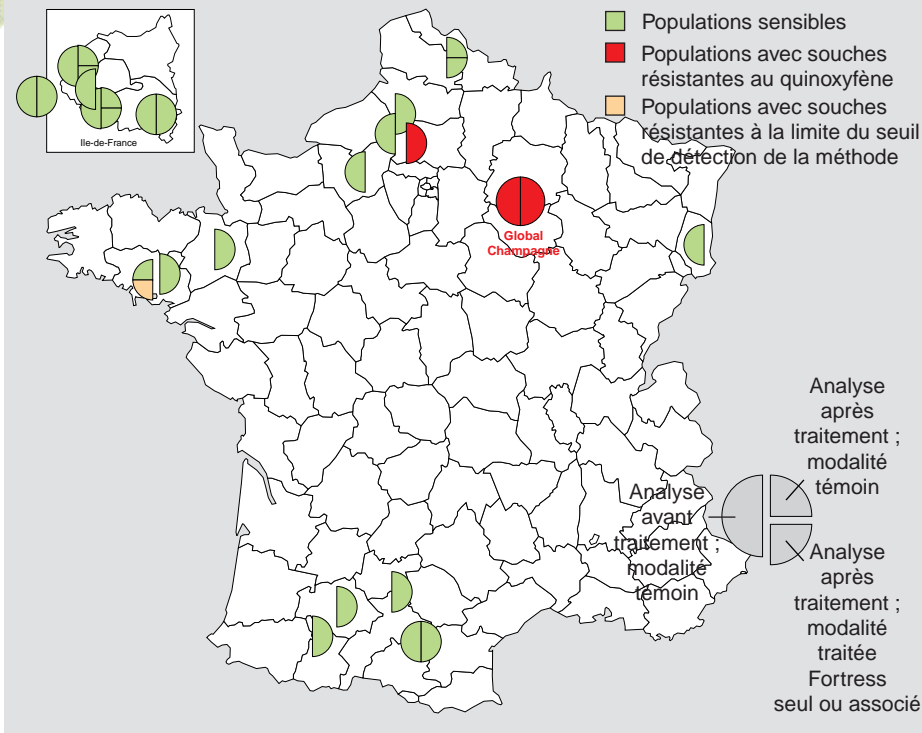 Populations sensibles
Populations avec souches
résistantes au quinoxyfène
Populations avec souches
résistantes à la limite du seuil
de détection de la méthode
Ile-de-France
Global
Champagne
Analyse
après
traitement ;
modalité
témoin
Analyse
avant
traitement ;
modalité
témoin
Analyse
après
traitement ;
modalité
traitée
Fortress
seul ou associé